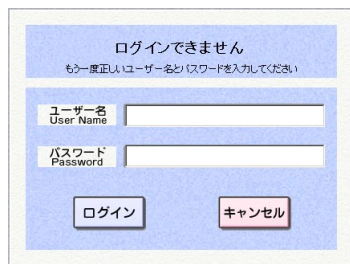 ログインできません
もう一度正しいユーザー名とパスワードを入力してください
ユーザー名
User Name
パスワード
Password
ログイン
キャンセル